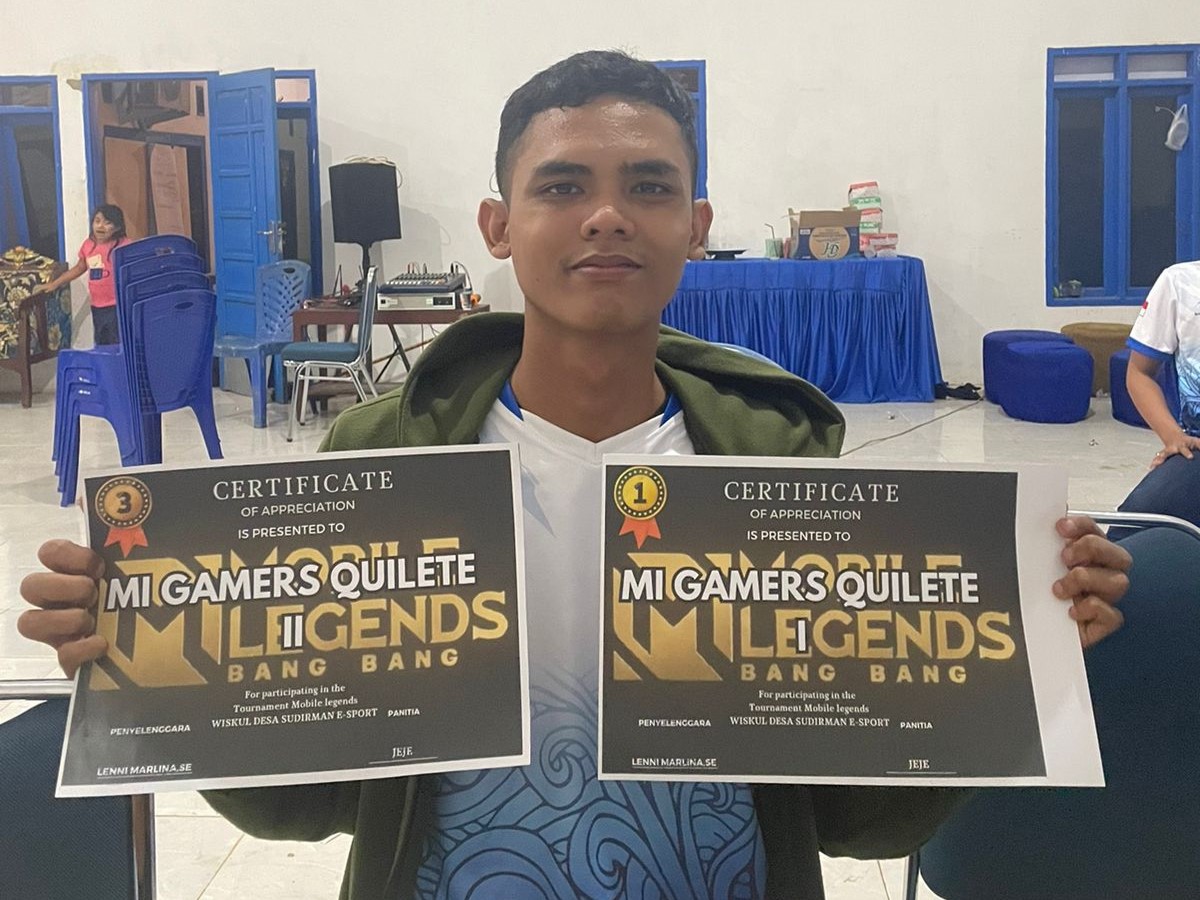 3
CERTIFICATE
OF APPRECIATION
IS PRESENTED TO
MOBILE
MI GAMERS QUILETE
LEGENDS
II
BANG BANG
For participating in the
Tournament Mobile legends
WISKUL DESA SUDIRMAN E-SPORT
PENYELENGGARA
PANITIA
LENNI MARLINA.SE
JEJE
1
CERTIFICATE
OF APPRECIATION
IS PRESENTED TO
MOBILE
MI GAMERS QUILETE
LEGENDS
I
BANG BANG
For participating in the
Tournament Mobile legends
WISKUL DESA SUDIRMAN E-SPORT
PENYELENGGARA
PANITIA
LENNI MARLINA.SE
JEJE